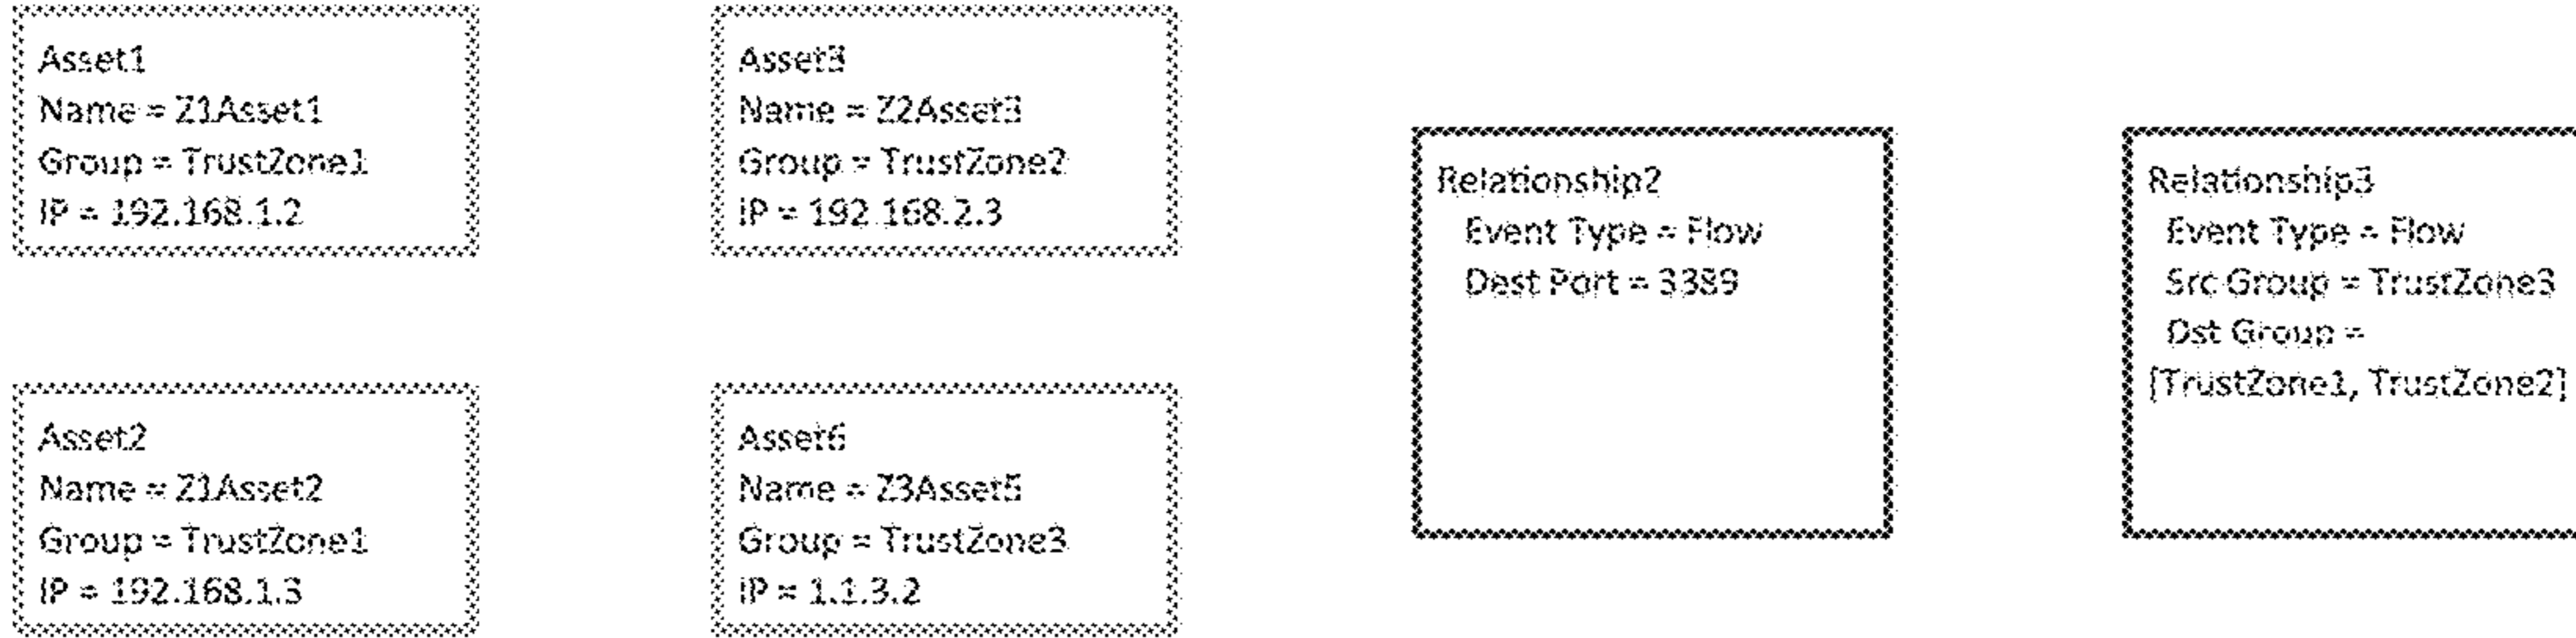 Asset1
Name = Z1Asset1
Group = TrustZone1
IP = 192.168.1.2
Asset3
Name = Z2Asset3
Group = TrustZone2
IP = 192.168.2.3
Asset2
Name = Z1Asset2
Group = TrustZone1
IP = 192.168.1.3
Asset6
Name = Z3Asset5
Group = TrustZone3
IP = 1.1.3.2
Relationship2
Event Type = Flow
Dest Port = 3389
Relationship3
Event Type = Flow
Src Group = TrustZone3
Dst Group =
[TrustZone1, TrustZone2]